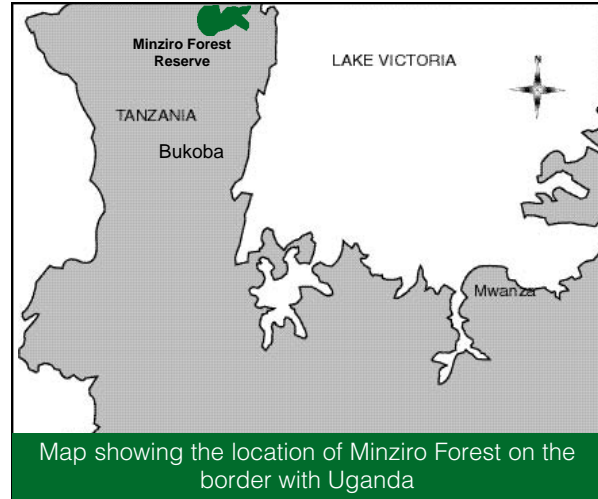 Minziro Forest
Reserve
LAKE VICTORIA
N
TANZANIA
Bukoba
Mwanza
Map showing the location of Minziro Forest on the
border with Uganda